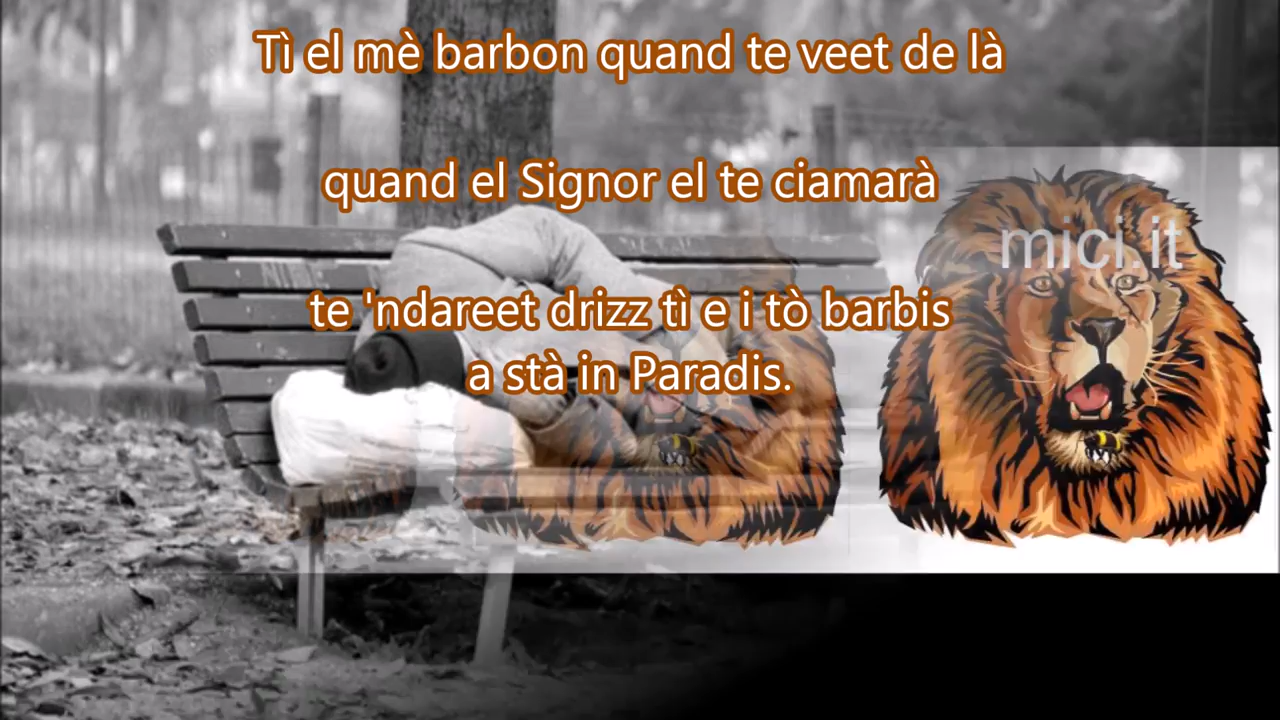 Tì el mè barbon quand te veet de là
quand el Signor el te ciamarà
mici.it
te 'ndareet drizz tì e i tò barbis
a stà in Paradis.